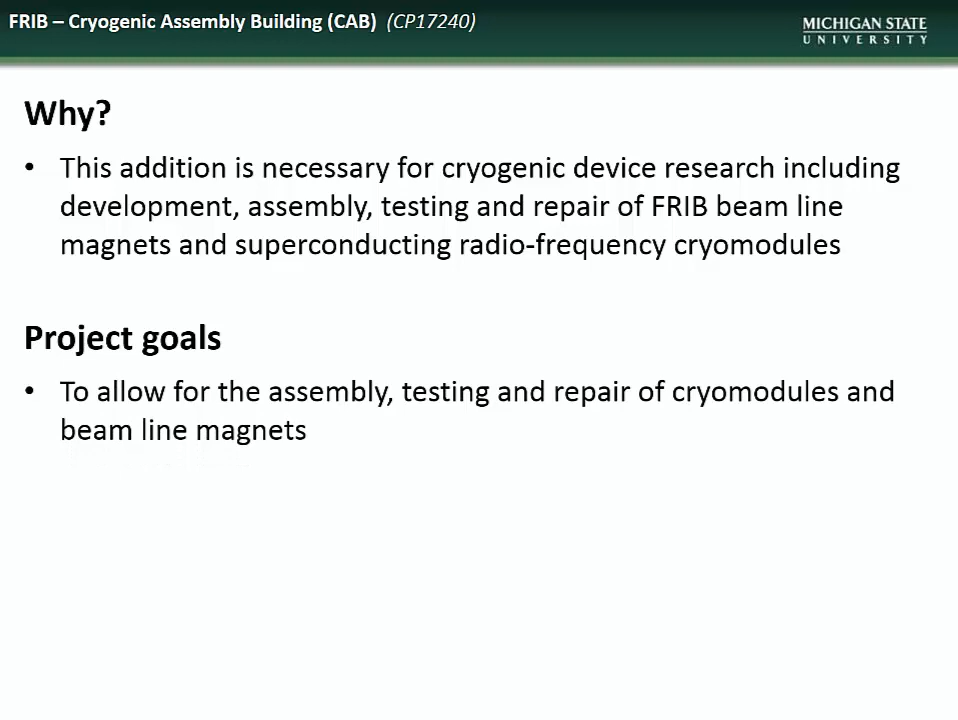 FRIB – Cryogenic Assembly Building (CAB) (CP17240)
MICHIGAN STATE
UNIVERSITY
Why?
• This addition is necessary for cryogenic device research including
development, assembly, testing and repair of FRIB beam line
magnets and superconducting radio-frequency cryomodules
Project goals
• To allow for the assembly, testing and repair of cryomodules and
beam line magnets